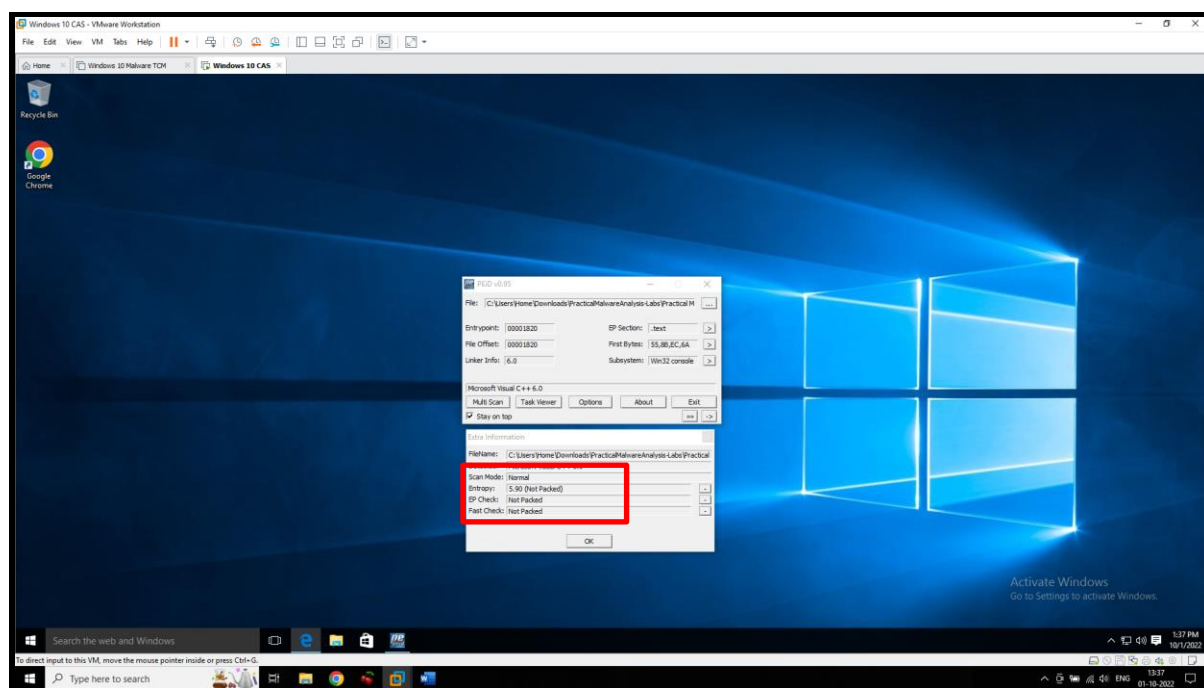 Windows 10 CAS - VMware Workstation
File Edit View VM Tabs Help
Home Windows 10 Malware TCM Windows 10 CAS
Recycle Bin
Google
Chrome
PEiD v0.95
File: C:\Users\Home\Downloads\PracticalMalwareAnalysis-Labs\Practical M ...
Entrypoint: 00001820 EP Section: .text >
File Offset: 00001820 First Bytes: 55,8B,EC,6A >
Linker Info: 6.0 Subsystem: Win32 console >
Microsoft Visual C++ 6.0
Multi Scan Task Viewer Options About Exit
Stay on top >> ->
Extra Information
FileName: C:\Users\Home\Downloads\PracticalMalwareAnalysis-Labs\Practical
Scan Mode: Normal
Entropy: 5.90 (Not Packed) -
EP Check: Not Packed -
Fast Check: Not Packed -
OK
Activate Windows
Go to Settings to activate Windows.
Search the web and Windows
1:37 PM
10/1/2022
To direct input to this VM, move the mouse pointer inside or press Ctrl+G.
Type here to search
ENG
13:37
01-10-2022